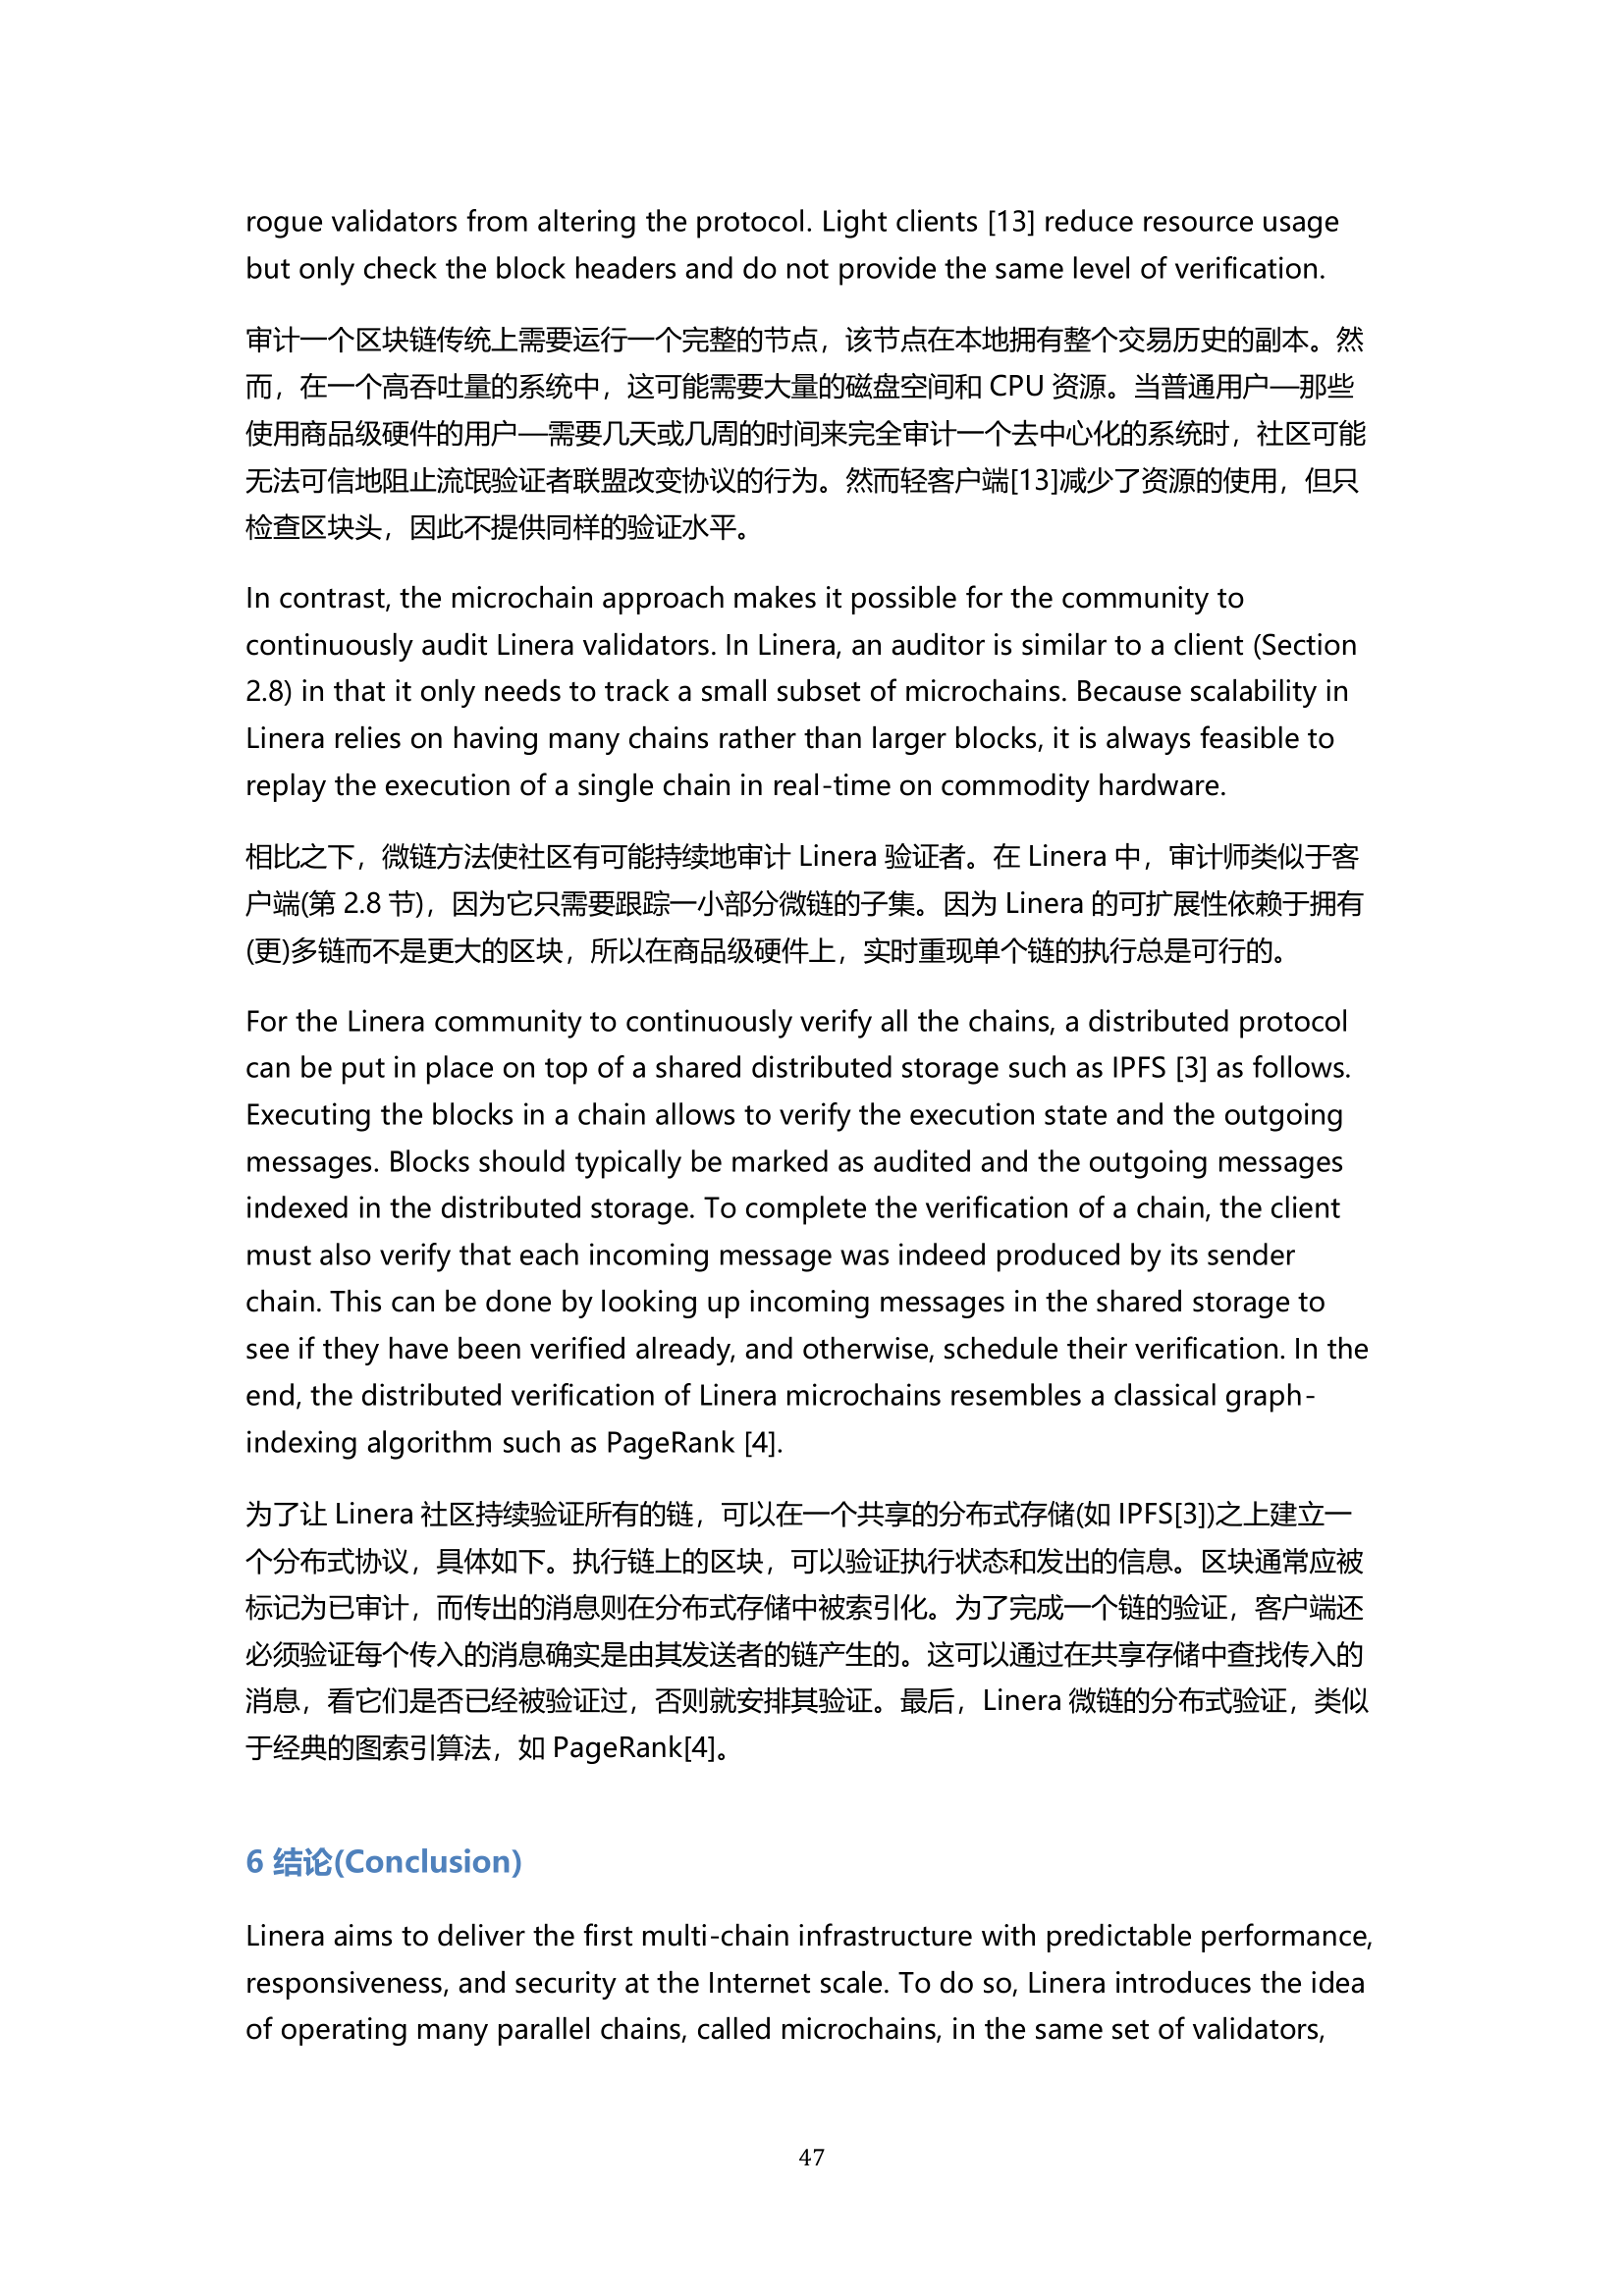 rogue validators from altering the protocol. Light clients [13] reduce resource usage
but only check the block headers and do not provide the same level of verification.
审计一个区块链传统上需要运行一个完整的节点，该节点在本地拥有整个交易历史的副本。然
而，在一个高吞吐量的系统中，这可能需要大量的磁盘空间和 CPU 资源。当普通用户—那些
使用商品级硬件的用户—需要几天或几周的时间来完全审计一个去中心化的系统时，社区可能
无法可信地阻止流氓验证者联盟改变协议的行为。然而轻客户端[13]减少了资源的使用，但只
检查区块头，因此不提供同样的验证水平。
In contrast, the microchain approach makes it possible for the community to
continuously audit Linera validators. In Linera, an auditor is similar to a client (Section
2.8) in that it only needs to track a small subset of microchains. Because scalability in
Linera relies on having many chains rather than larger blocks, it is always feasible to
replay the execution of a single chain in real-time on commodity hardware.
相比之下，微链方法使社区有可能持续地审计 Linera 验证者。在 Linera 中，审计师类似于客
户端(第 2.8 节)，因为它只需要跟踪一小部分微链的子集。因为 Linera 的可扩展性依赖于拥有
(更)多链而不是更大的区块，所以在商品级硬件上，实时重现单个链的执行总是可行的。
For the Linera community to continuously verify all the chains, a distributed protocol
can be put in place on top of a shared distributed storage such as IPFS [3] as follows.
Executing the blocks in a chain allows to verify the execution state and the outgoing
messages. Blocks should typically be marked as audited and the outgoing messages
indexed in the distributed storage. To complete the verification of a chain, the client
must also verify that each incoming message was indeed produced by its sender
chain. This can be done by looking up incoming messages in the shared storage to
see if they have been verified already, and otherwise, schedule their verification. In the
end, the distributed verification of Linera microchains resembles a classical graph-
indexing algorithm such as PageRank [4].
为了让 Linera 社区持续验证所有的链，可以在一个共享的分布式存储(如 IPFS[3])之上建立一
个分布式协议，具体如下。执行链上的区块，可以验证执行状态和发出的信息。区块通常应被
标记为已审计，而传出的消息则在分布式存储中被索引化。为了完成一个链的验证，客户端还
必须验证每个传入的消息确实是由其发送者的链产生的。这可以通过在共享存储中查找传入的
消息，看它们是否已经被验证过，否则就安排其验证。最后，Linera 微链的分布式验证，类似
于经典的图索引算法，如 PageRank[4]。
6 结论(Conclusion)
Linera aims to deliver the first multi-chain infrastructure with predictable performance,
responsiveness, and security at the Internet scale. To do so, Linera introduces the idea
of operating many parallel chains, called microchains, in the same set of validators,
47